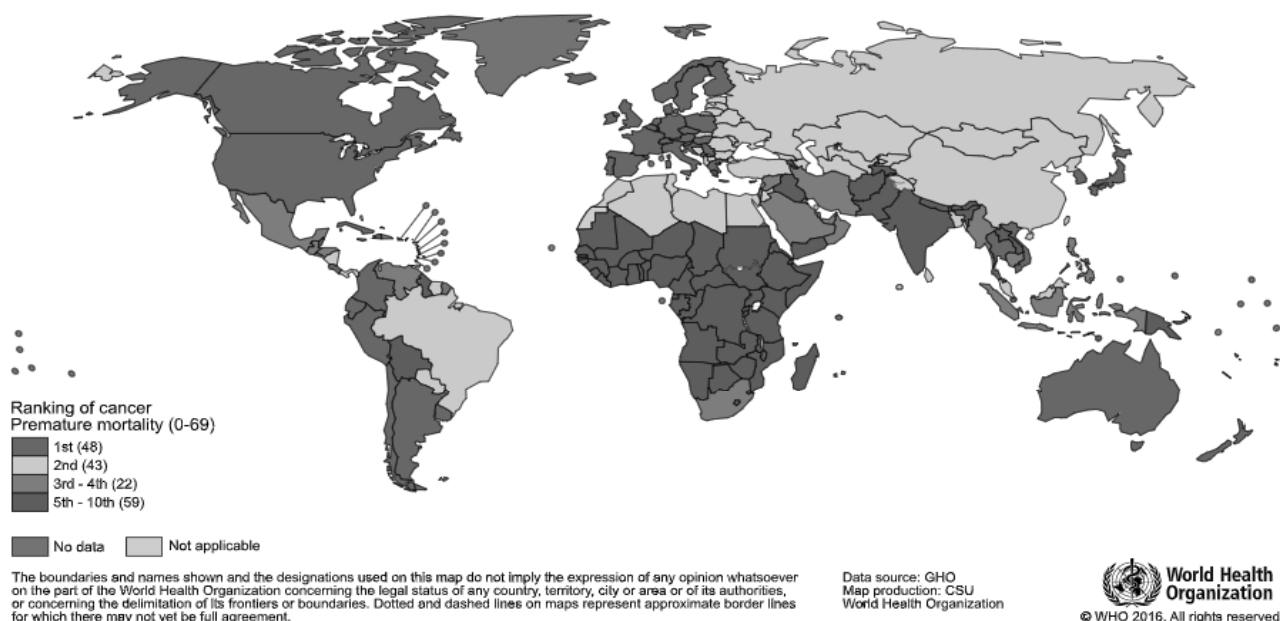 Ranking of cancer
Premature mortality (0-69)
1st (48)
2nd (43)
3rd - 4th (22)
5th - 10th (59)
No data
Not applicable
The boundaries and names shown and the designations used on this map do not imply the expression of any opinion whatsoever
on the part of the World Health Organization concerning the legal status of any country, territory, city or area or of its authorities,
or concerning the delimitation of its frontiers or boundaries. Dotted and dashed lines on maps represent approximate border lines
for which there may not yet be full agreement.
Data source: GHO
Map production: CSU
World Health Organization
World Health
Organization
© WHO 2016. All rights reserved